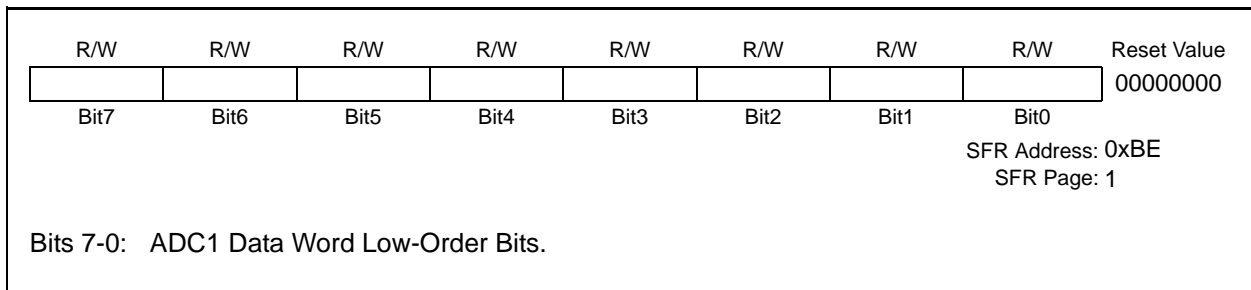 R/W R/W R/W R/W R/W R/W R/W R/W Reset Value
00000000
Bit7 Bit6 Bit5 Bit4 Bit3 Bit2 Bit1 Bit0
SFR Address: 0xBE
SFR Page: 1
Bits 7-0: ADC1 Data Word Low-Order Bits.